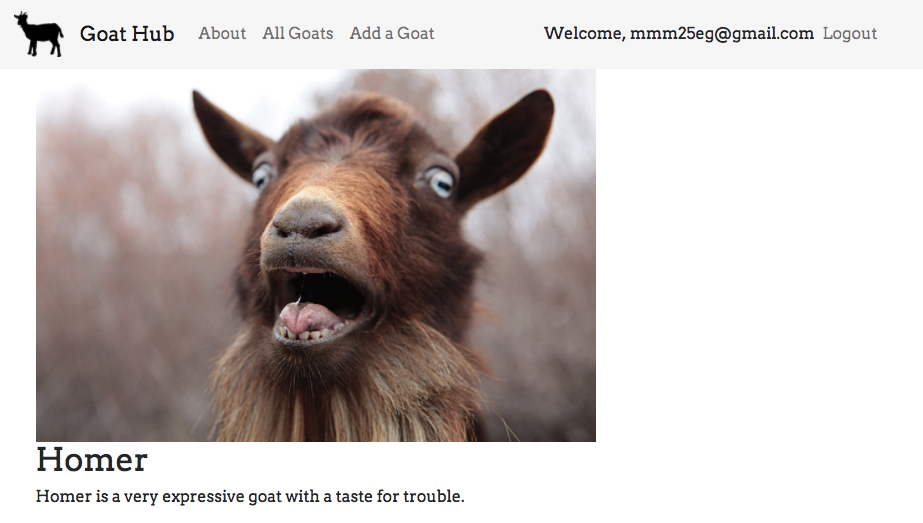 Goat Hub About All Goats Add a Goat Welcome, mmm25eg@gmail.com Logout
Homer
Homer is a very expressive goat with a taste for trouble.